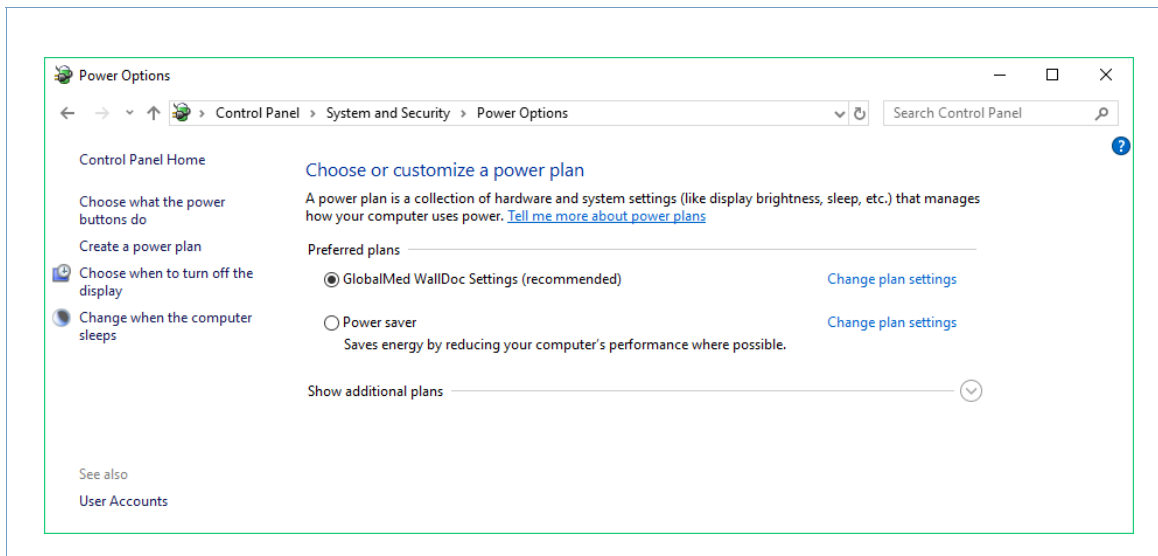 Power Options
Control Panel > System and Security > Power Options
Search Control Panel
?
Control Panel Home
Choose what the power
buttons do
Create a power plan
Choose when to turn off the
display
Change when the computer
sleeps
Choose or customize a power plan
A power plan is a collection of hardware and system settings (like display brightness, sleep, etc.) that manages
how your computer uses power. Tell me more about power plans
Preferred plans
GlobalMed WallDoc Settings (recommended) Change plan settings
Power saver Change plan settings
Saves energy by reducing your computer's performance where possible.
Show additional plans
See also
User Accounts